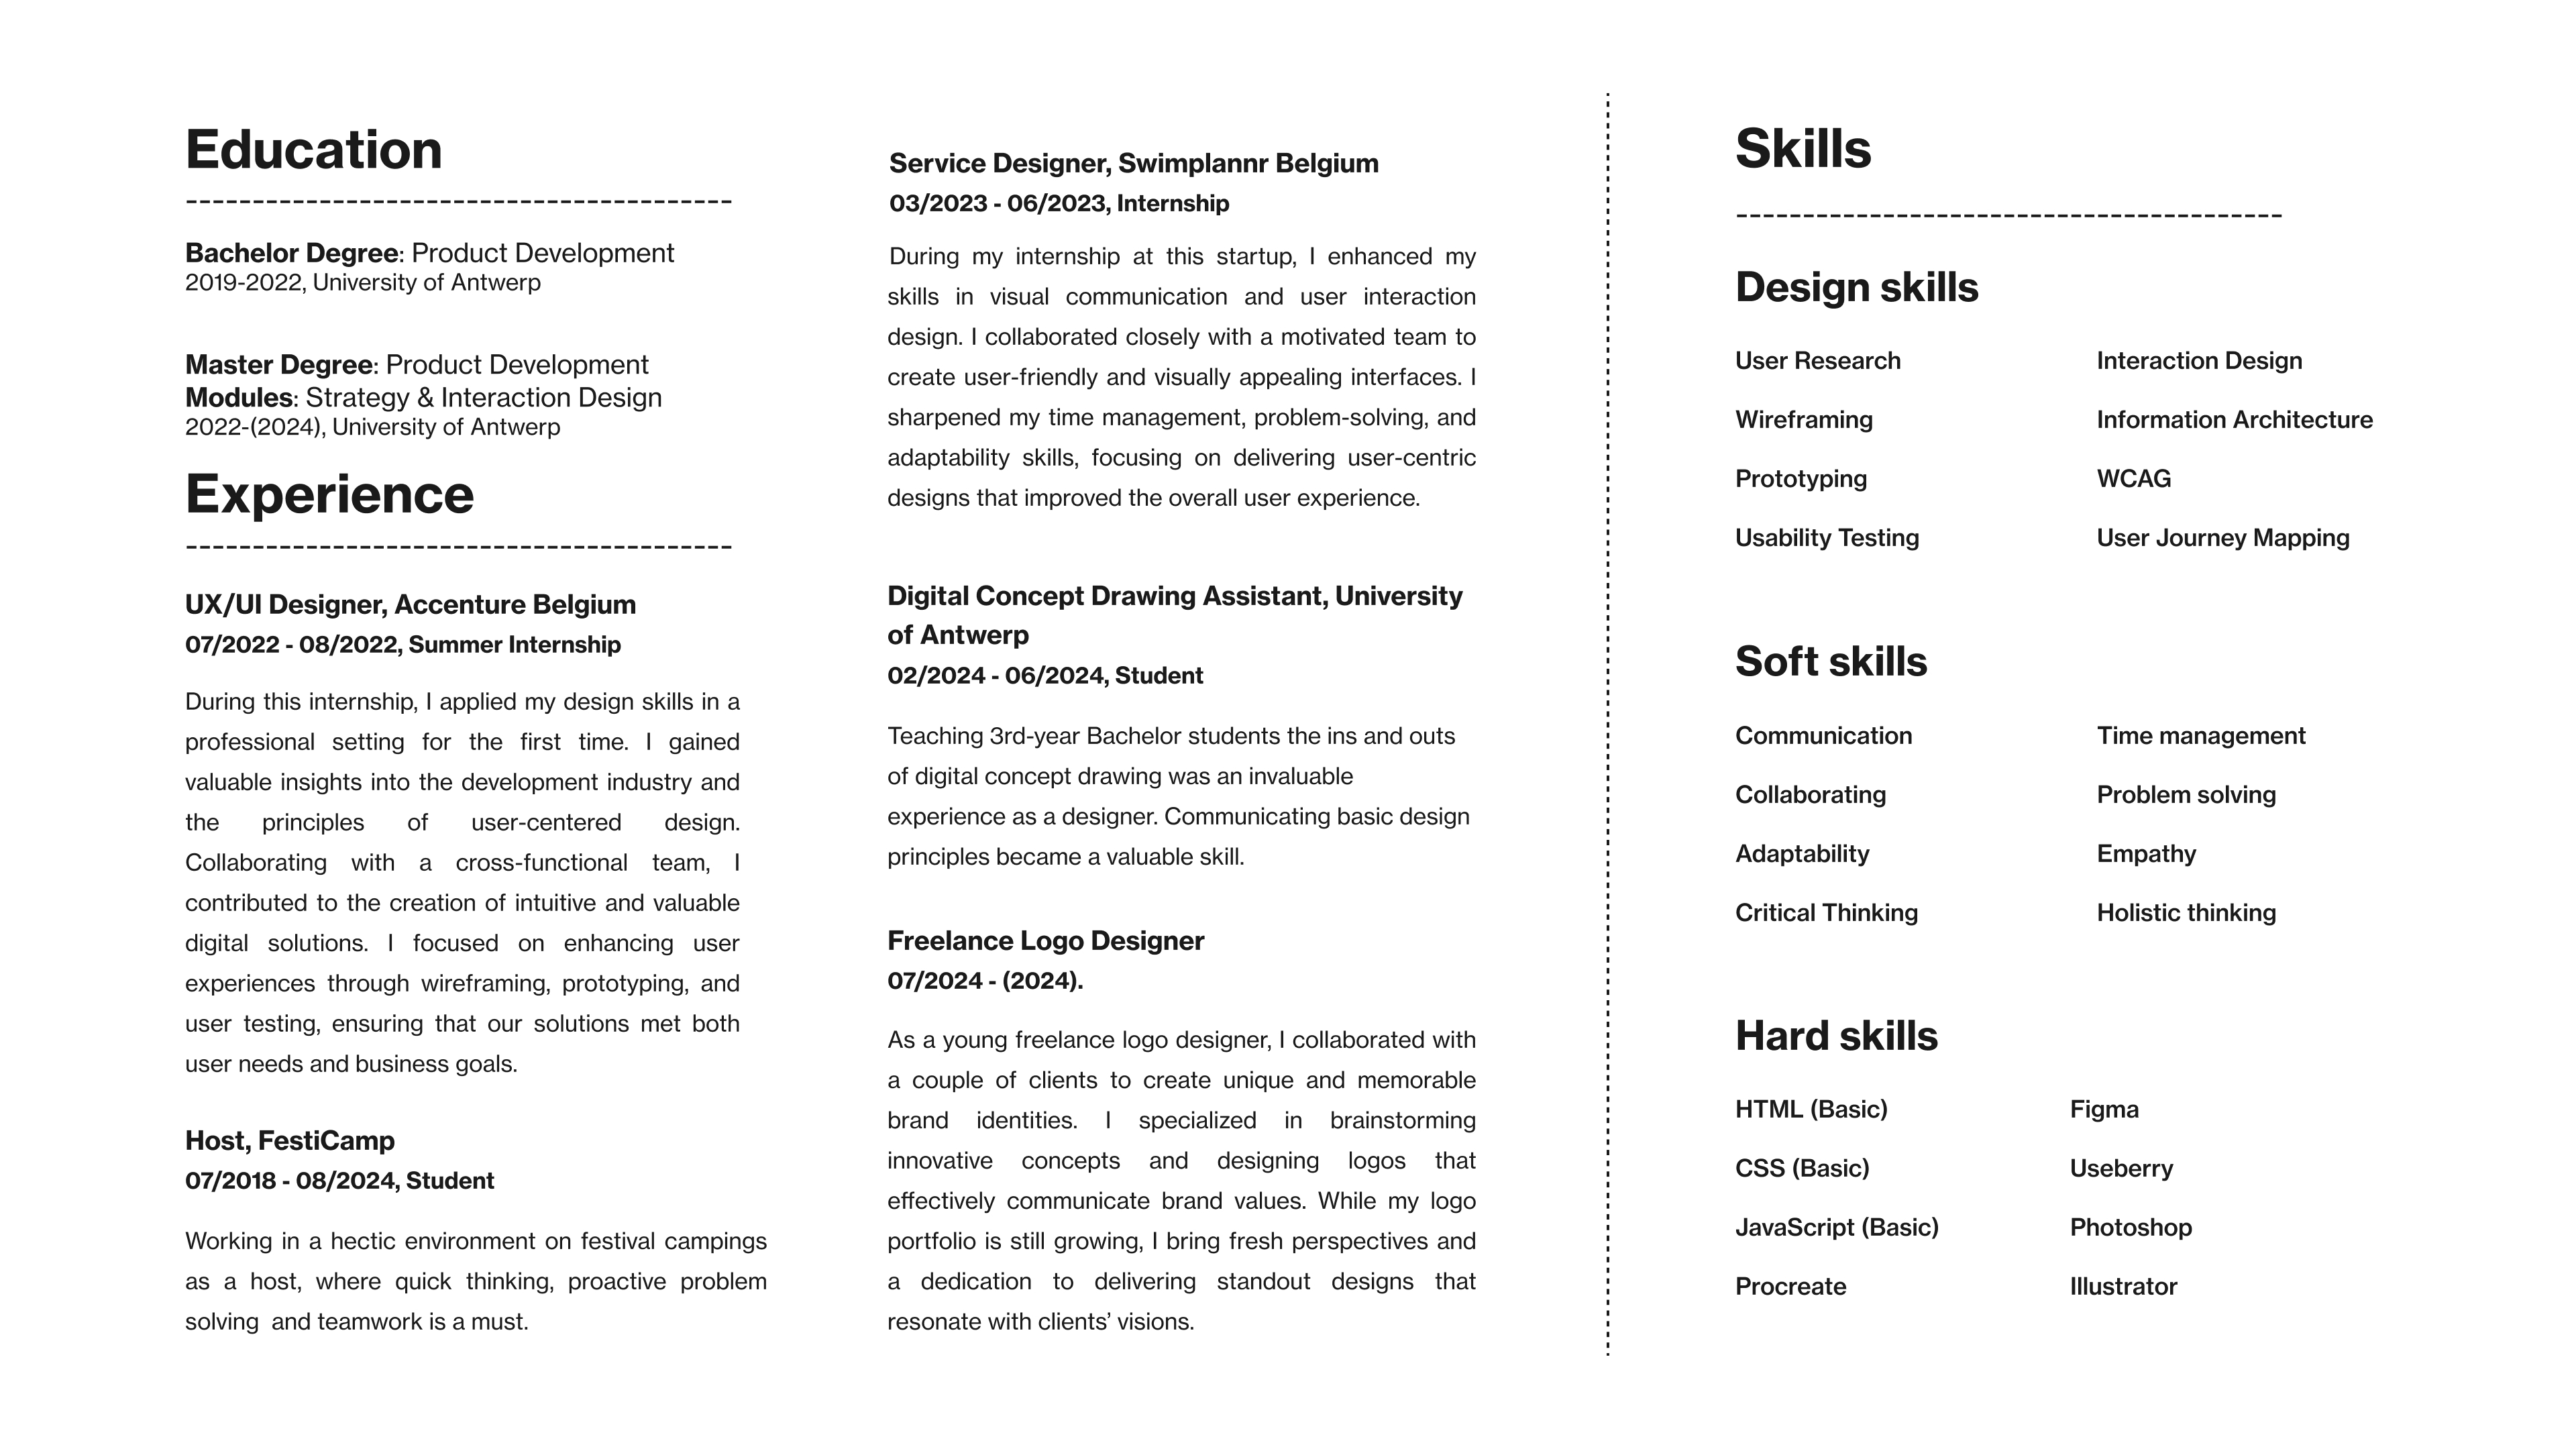 Education
Bachelor Degree: Product Development
2019-2022, University of Antwerp
Master Degree: Product Development
Modules: Strategy & Interaction Design
2022-(2024), University of Antwerp
Experience
UX/UI Designer, Accenture Belgium
07/2022 - 08/2022, Summer Internship
During this internship, I applied my design skills in a
professional setting for the first time. I gained
valuable insights into the development industry and
the principles of user-centered design.
Collaborating with a cross-functional team, I
contributed to the creation of intuitive and valuable
digital solutions. I focused on enhancing user
experiences through wireframing, prototyping, and
user testing, ensuring that our solutions met both
user needs and business goals.
Host, FestiCamp
07/2018 - 08/2024, Student
Working in a hectic environment on festival campings
as a host, where quick thinking, proactive problem
solving and teamwork is a must.
Service Designer, Swimplannr Belgium
03/2023 - 06/2023, Internship
During my internship at this startup, I enhanced my
skills in visual communication and user interaction
design. I collaborated closely with a motivated team to
create user-friendly and visually appealing interfaces. I
sharpened my time management, problem-solving, and
adaptability skills, focusing on delivering user-centric
designs that improved the overall user experience.
Digital Concept Drawing Assistant, University
of Antwerp
02/2024 - 06/2024, Student
Teaching 3rd-year Bachelor students the ins and outs
of digital concept drawing was an invaluable
experience as a designer. Communicating basic design
principles became a valuable skill.
Freelance Logo Designer
07/2024 - (2024).
As a young freelance logo designer, I collaborated with
a couple of clients to create unique and memorable
brand identities. I specialized in brainstorming
innovative concepts and designing logos that
effectively communicate brand values. While my logo
portfolio is still growing, I bring fresh perspectives and
a dedication to delivering standout designs that
resonate with clients’ visions.
Skills
Design skills
User Research
Interaction Design
Wireframing
Information Architecture
Prototyping
WCAG
Usability Testing
User Journey Mapping
Soft skills
Communication
Time management
Collaborating
Problem solving
Adaptability
Empathy
Critical Thinking
Holistic thinking
Hard skills
HTML (Basic)
Figma
CSS (Basic)
Useberry
JavaScript (Basic)
Photoshop
Procreate
Illustrator